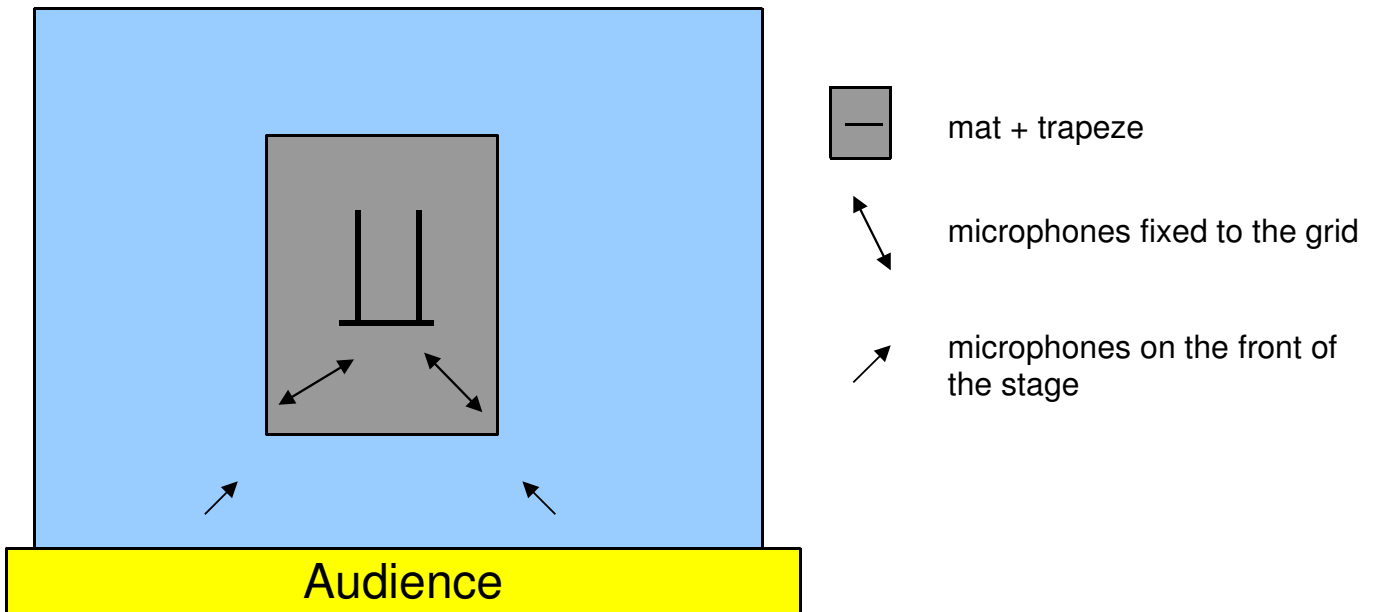 mat + trapeze
microphones fixed to the grid
microphones on the front of
the stage
Audience